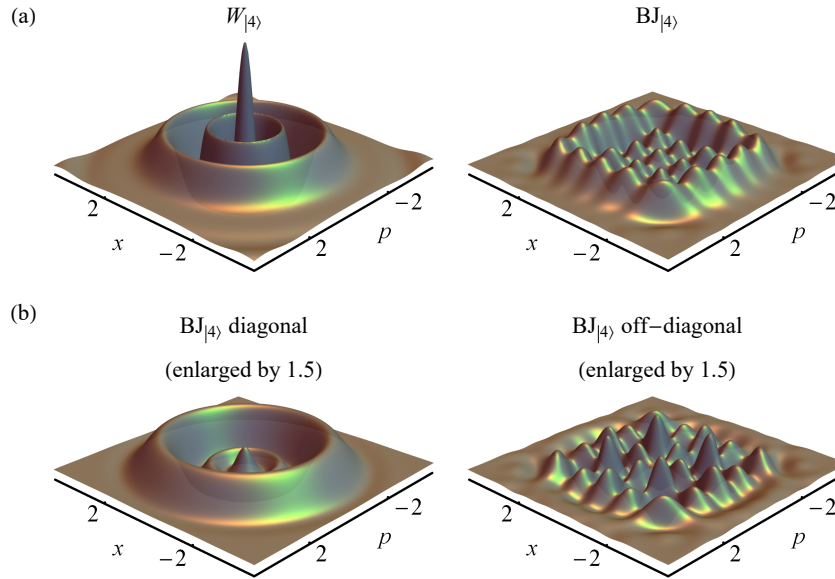 (a)
W|4⟩
BJ|4⟩
2
x
−2
2
p
−2
2
x
−2
2
p
−2
(b)
BJ|4⟩ diagonal
(enlarged by 1.5)
BJ|4⟩ off−diagonal
(enlarged by 1.5)
2
x
−2
2
p
−2
2
x
−2
2
p
−2